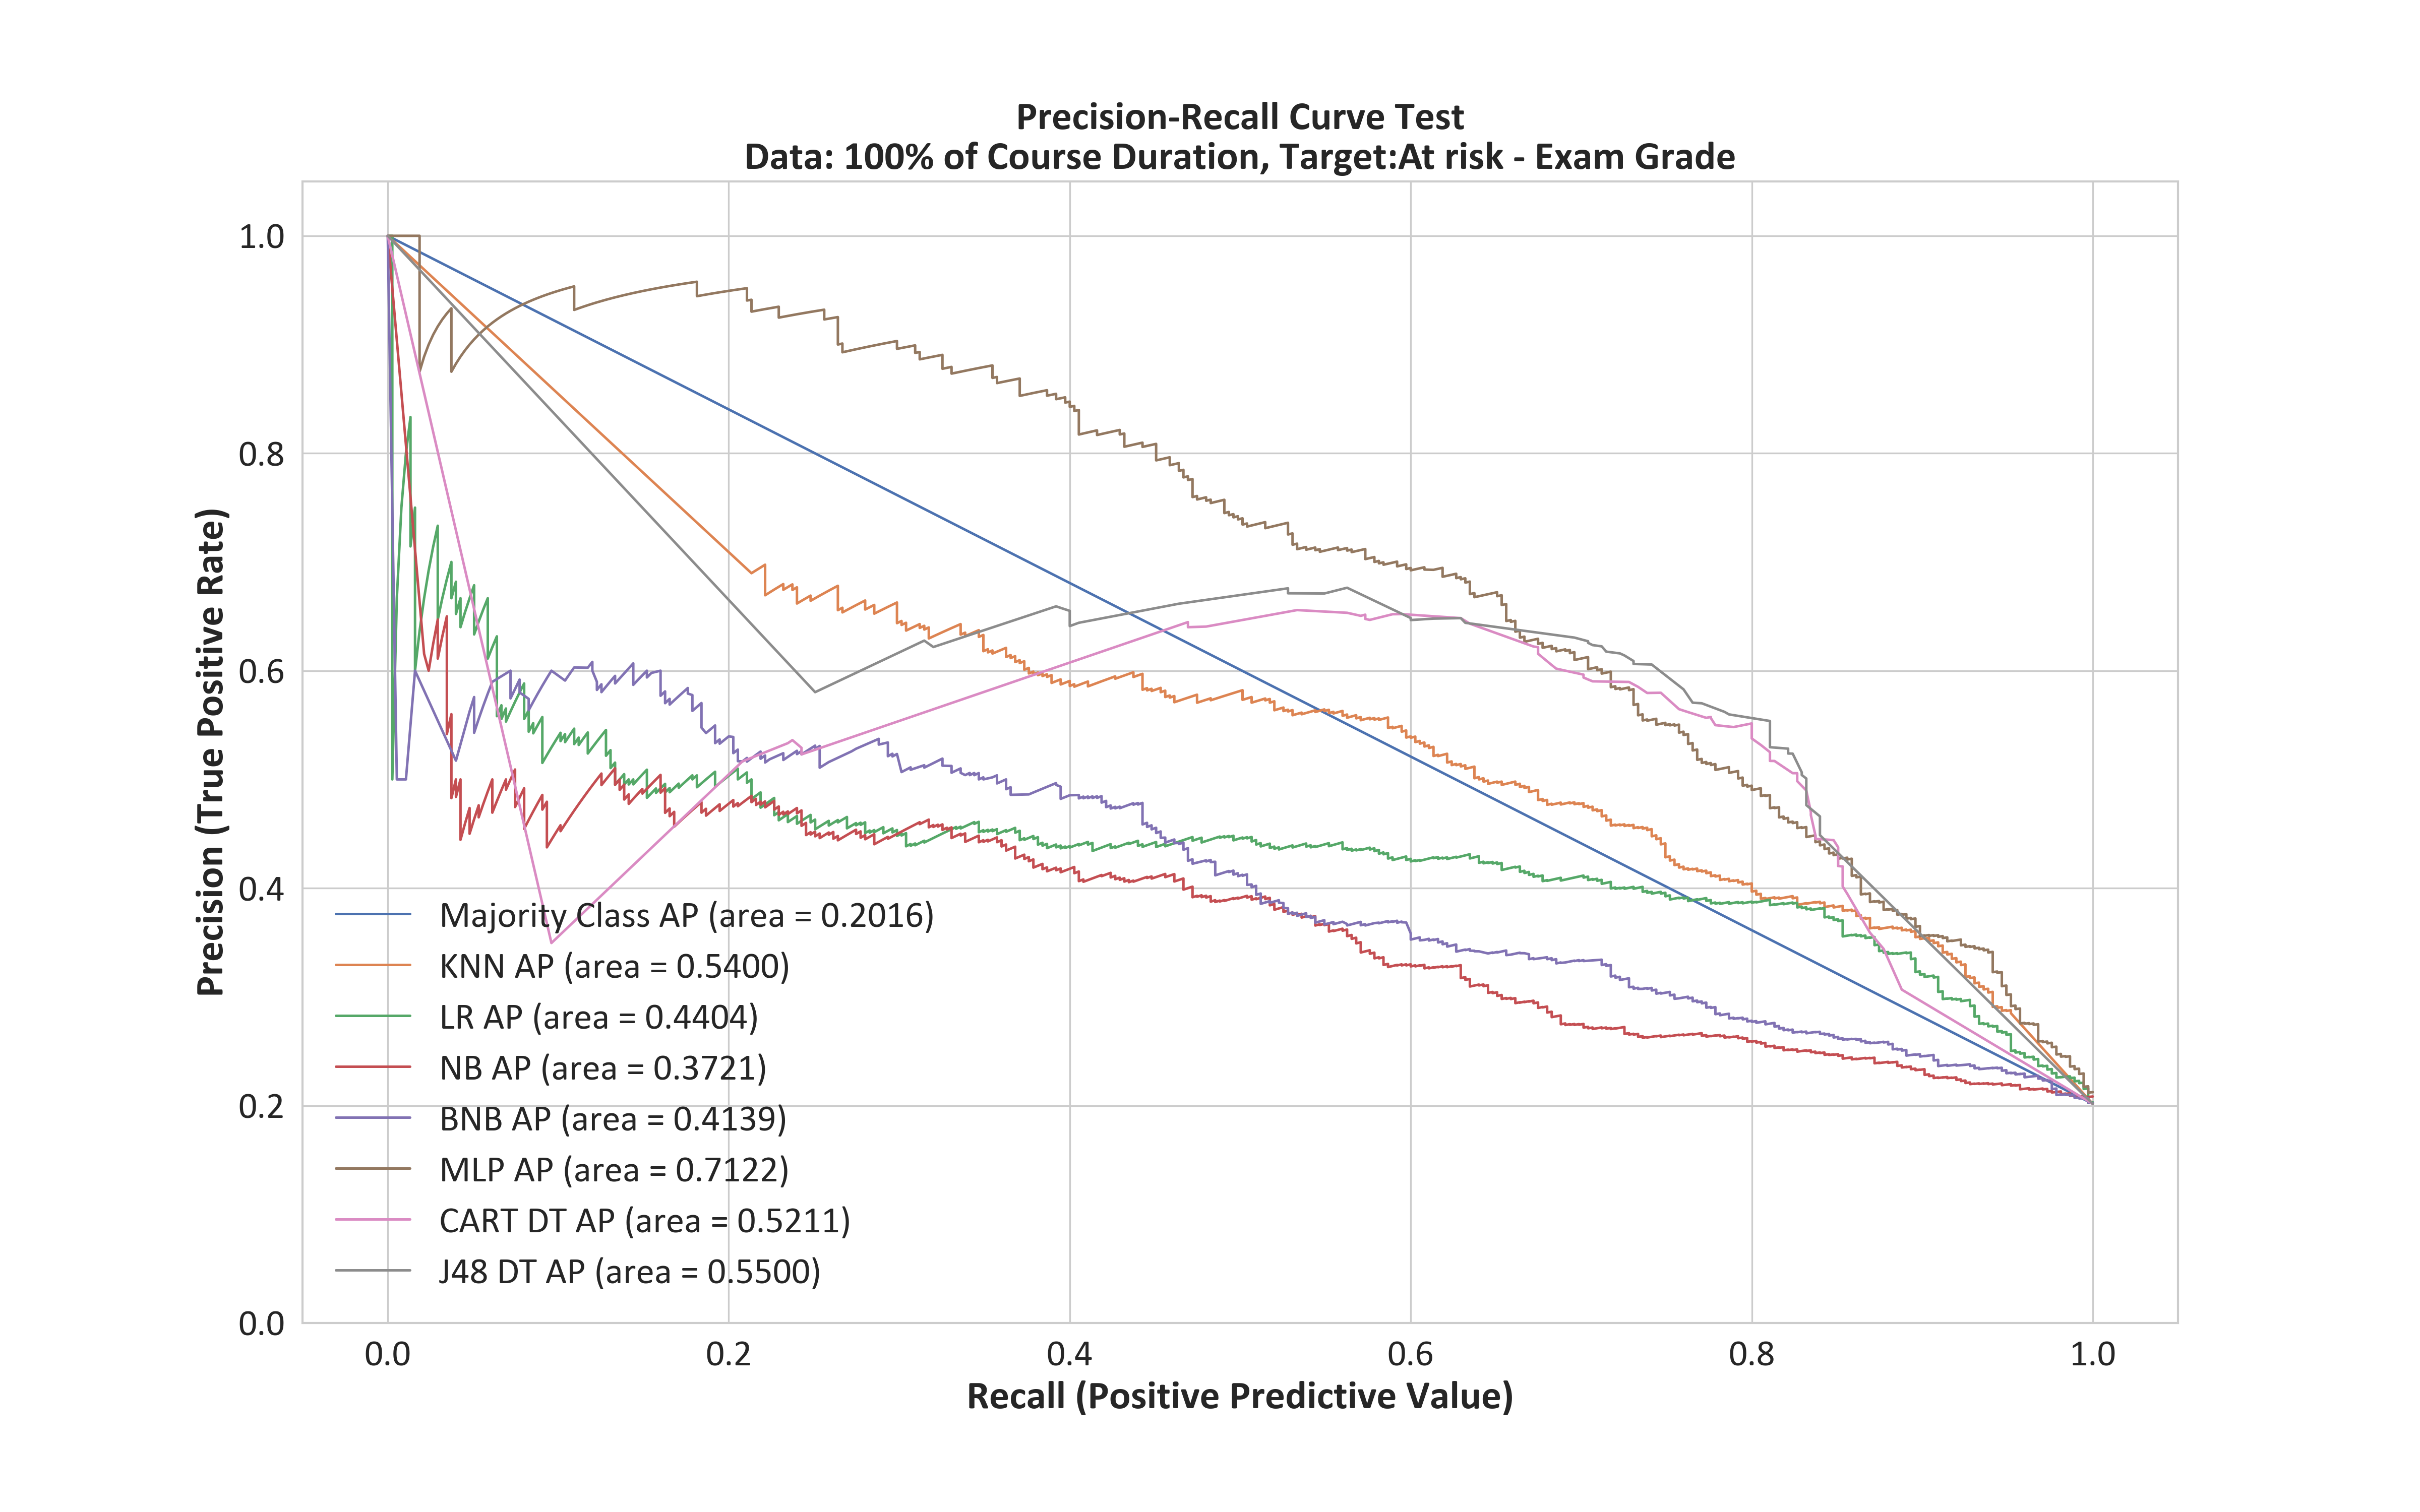 Precision-Recall Curve Test
Data: 100% of Course Duration, Target:At risk - Exam Grade
Precision (True Positive Rate)
1.0
0.8
0.6
0.4
0.2
0.0
Majority Class AP (area = 0.2016)
KNN AP (area = 0.5400)
LR AP (area = 0.4404)
NB AP (area = 0.3721)
BNB AP (area = 0.4139)
MLP AP (area = 0.7122)
CART DT AP (area = 0.5211)
J48 DT AP (area = 0.5500)
0.0 0.2 0.4 0.6 0.8 1.0
Recall (Positive Predictive Value)